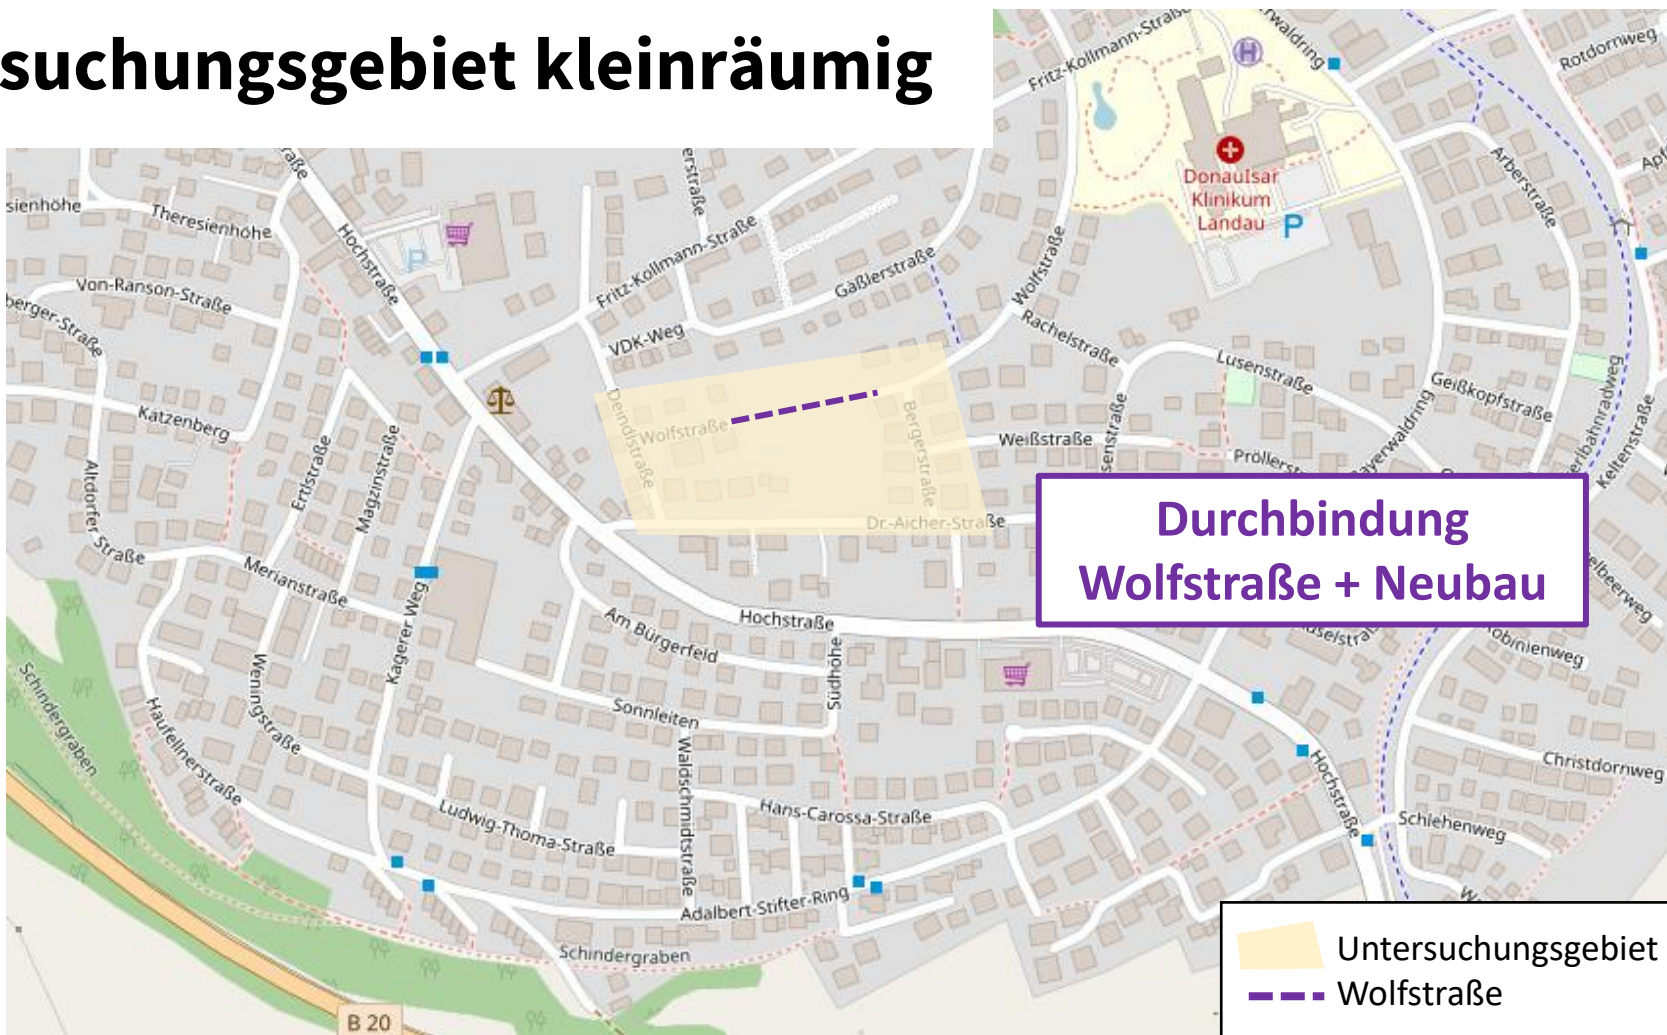 suchungsgebiet kleinräumig
Fritz-Kollmann-Straße
Rotdornweg
Arberstraße
DonauIsar
Klinikum
Landau
P
Theresienhöhe
Hochstraße
P
Von-Ranson-Straße
Fritz-Kollmann-Straße
Gäßlerstraße
Wolfstraße
VDK-Weg
Rachelstraße
Lusenstraße
Geißkopfstraße
Katzenberg
Altdorfer Straße
Ertlstraße
Magzinstraße
Deindlstraße
Wolfstraße
Bergerstraße
Weißstraße
Keltenstraße
Dr.-Aicher-Straße
Durchbindung
Wolfstraße + Neubau
Merianstraße
Kagerer Weg
Am Bürgerfeld
Hochstraße
Südhöhe
Sonnleiten
Weningstraße
Haufellnerstraße
Schindergraben
Waldschmidtstraße
Ludwig-Thoma-Straße
Hans-Carossa-Straße
Adalbert-Stifter-Ring
Schindergraben
Hochstraße
Christdornweg
Schlehenweg
B 20
Untersuchungsgebiet
Wolfstraße